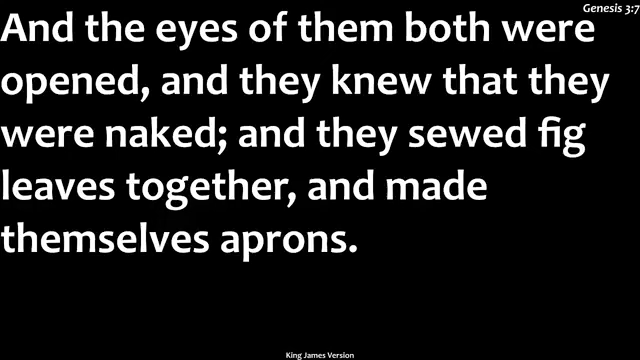 Genesis 3:7
And the eyes of them both were
opened, and they knew that they
were naked; and they sewed fig
leaves together, and made
themselves aprons.
King James Version